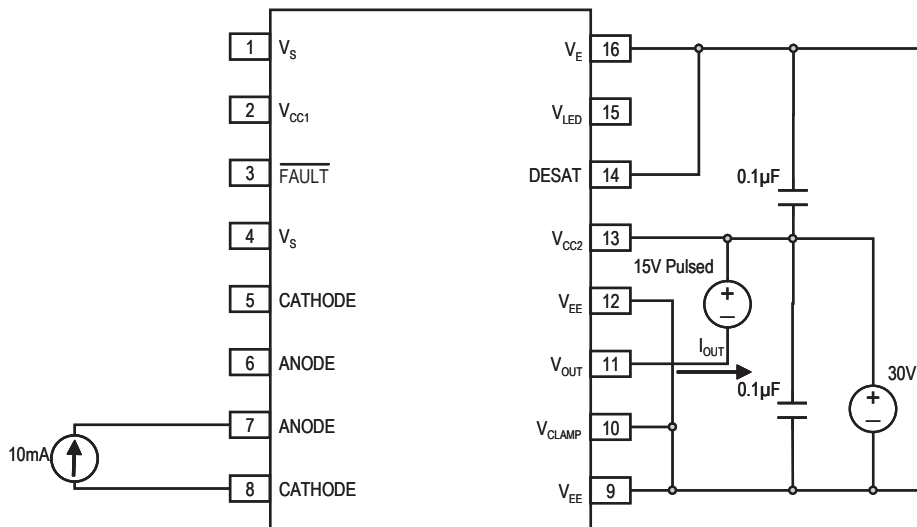 1 V_S
2 V_CC1
3 FAULT
4 V_S
5 CATHODE
6 ANODE
7 ANODE
8 CATHODE
10mA
V_E 16
V_LED 15
DESAT 14
V_CC2 13
V_EE 12
V_OUT 11
V_CLAMP 10
V_EE 9
0.1µF
15V Pulsed
+
–
I_OUT
0.1µF
30V
+
–